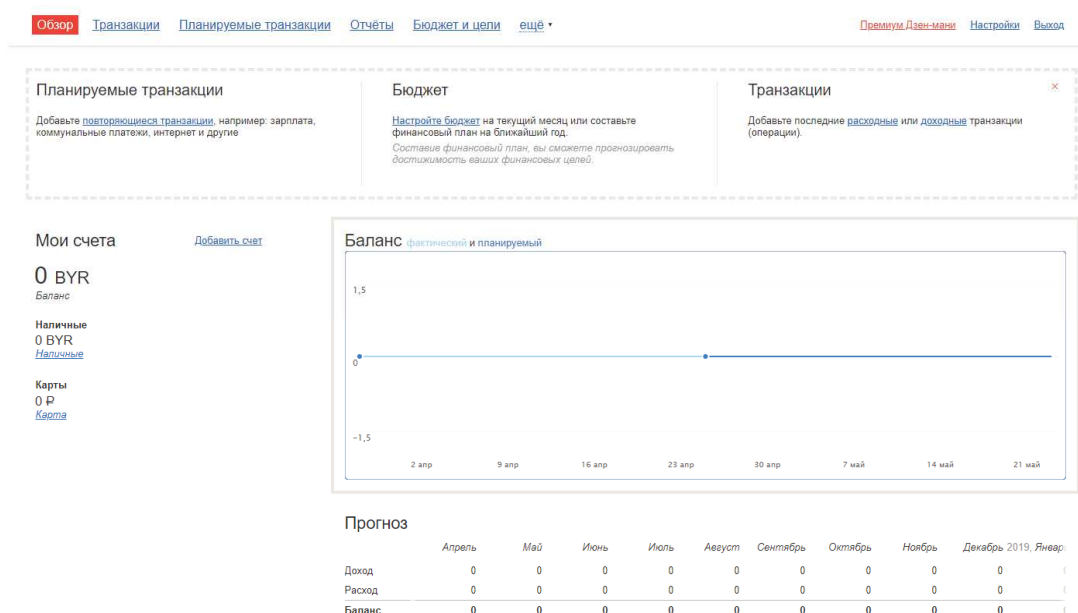 Обзор Транзакции Планируемые транзакции Отчёты Бюджет и цели ещё Премиум Дзен-мани Настройки Выход
Планируемые транзакции
Добавьте повторяющиеся транзакции, например: зарплата,
коммунальные платежи, интернет и другие
Бюджет
Настройте бюджет на текущий месяц или составьте
финансовый план на ближайший год.
Составив финансовый план, вы сможете прогнозировать
достижимость ваших финансовых целей.
Транзакции
Добавьте последние расходные или доходные транзакции
(операции).
Мои счета Добавить счет
0 BYR
Баланс
Наличные
0 BYR
Наличные
Карты
0 ₽
Карта
Баланс фактический и планируемый
1,5
0
-1,5
2 апр 9 апр 16 апр 23 апр 30 апр 7 май 14 май 21 май
Прогноз
Апрель Май Июнь Июль Август Сентябрь Октябрь Ноябрь Декабрь 2019, Январ
Доход 0 0 0 0 0 0 0 0 0
Расход 0 0 0 0 0 0 0 0 0
Баланс 0 0 0 0 0 0 0 0 0